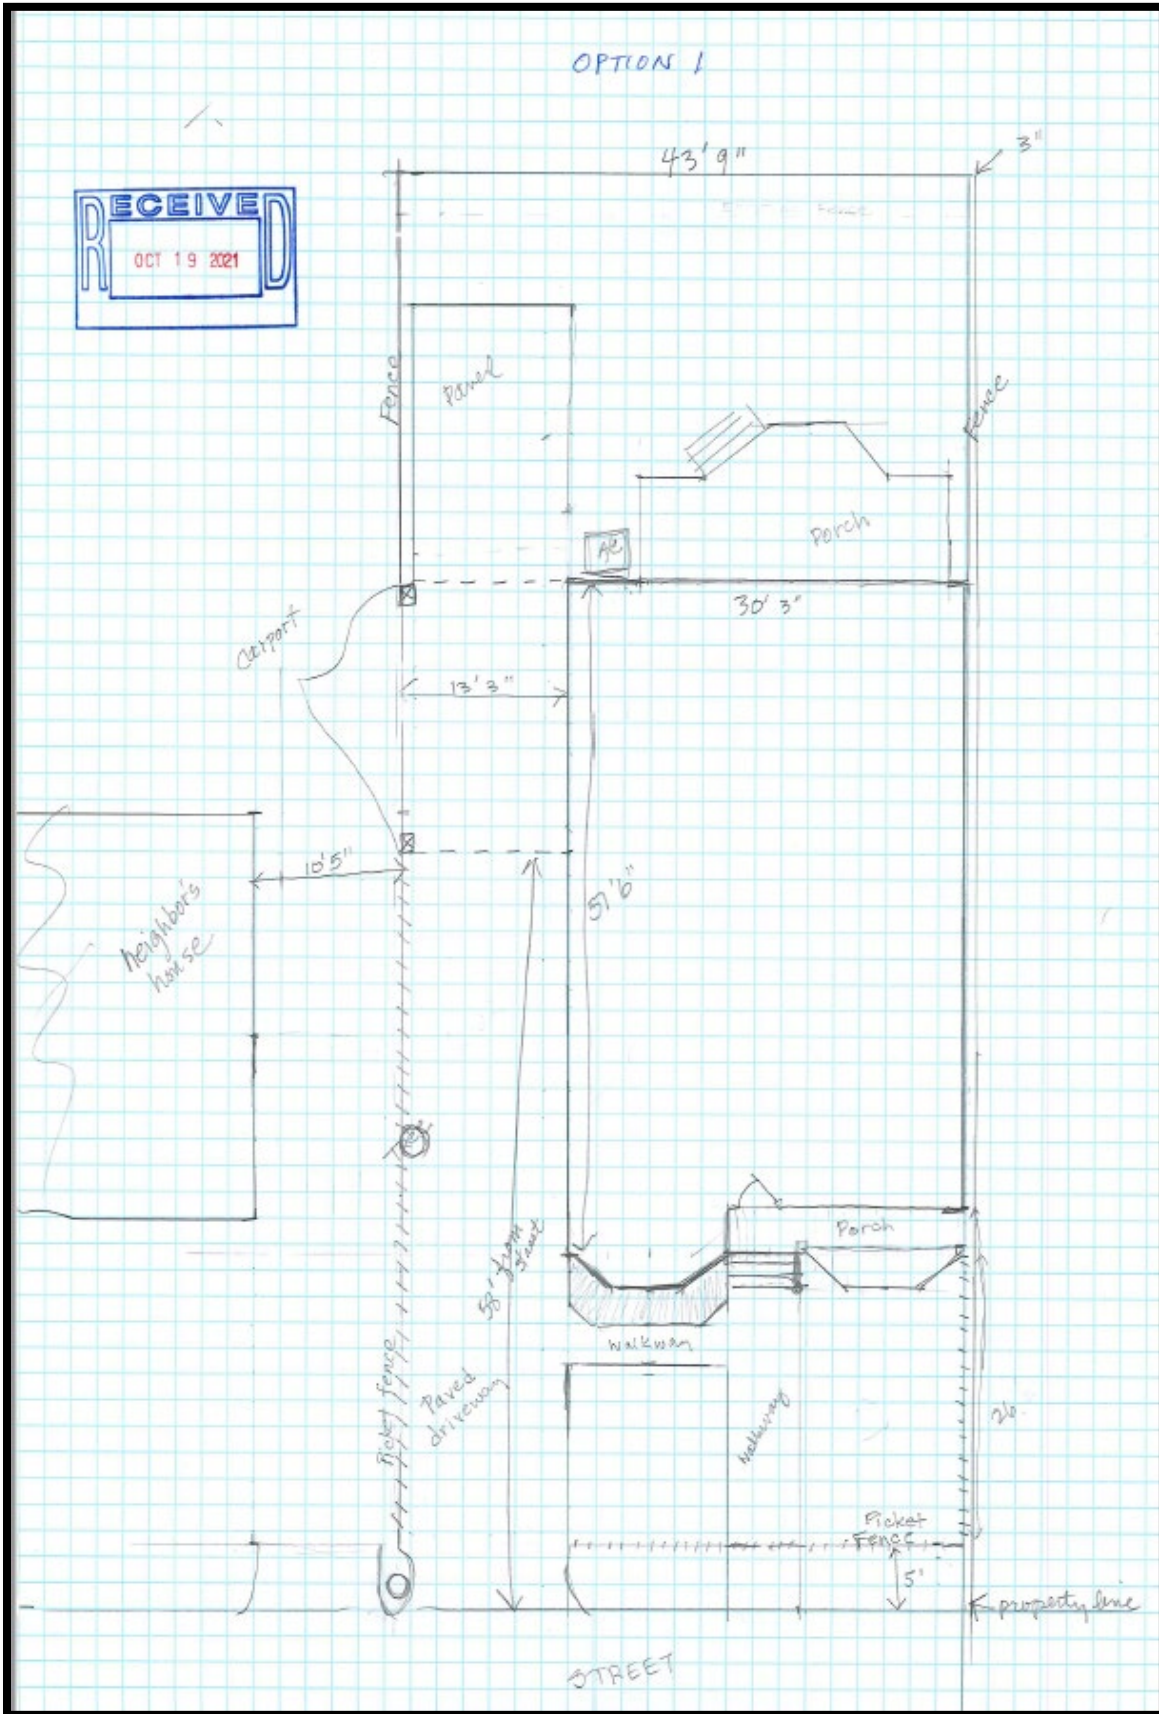 OPTION 1
43' 9"
3"
RECEIVED
OCT 19 2021
Fence
Paved
Fence
AC
Porch
30' 3"
Carport
13' 3"
10'5"
57'6"
neighbor's
house
Porch
58' from
street
walkway
Picket fence
Paved
driveway
walkway
26
Picket
Fence
5'
property line
STREET